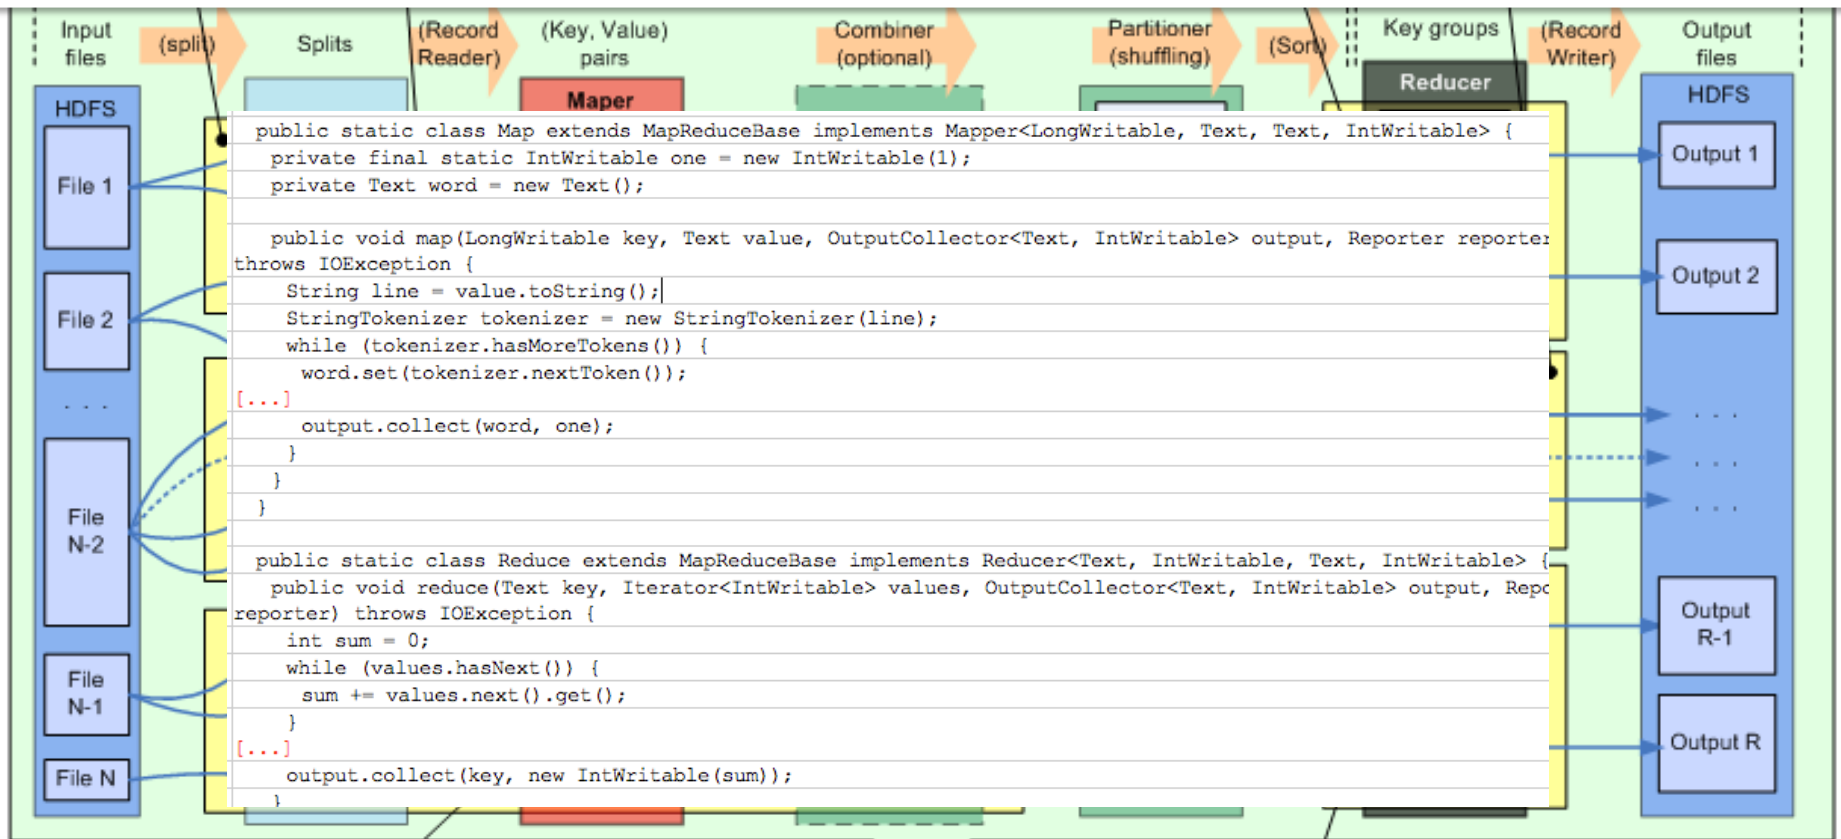 Input
files
(split)
Splits
(Record
Reader)
(Key, Value)
pairs
Combiner
(optional)
Partitioner
(shuffling)
(Sort)
Key groups
(Record
Writer)
Output
files
HDFS
Maper
Reducer
HDFS
File 1
File 2
. . .
File
N-2
File
N-1
File N
public static class Map extends MapReduceBase implements Mapper<LongWritable, Text, Text, IntWritable> {
private final static IntWritable one = new IntWritable(1);
private Text word = new Text();
public void map(LongWritable key, Text value, OutputCollector<Text, IntWritable> output, Reporter reporter
throws IOException {
String line = value.toString();
StringTokenizer tokenizer = new StringTokenizer(line);
while (tokenizer.hasMoreTokens()) {
word.set(tokenizer.nextToken());
[...]
output.collect(word, one);
}
}
}
public static class Reduce extends MapReduceBase implements Reducer<Text, IntWritable, Text, IntWritable> {
public void reduce(Text key, Iterator<IntWritable> values, OutputCollector<Text, IntWritable> output,
reporter) throws IOException {
int sum = 0;
while (values.hasNext()) {
sum += values.next().get();
}
[...]
output.collect(key, new IntWritable(sum));
}
Output 1
Output 2
. . .
. . .
. . .
Output
R-1
Output R